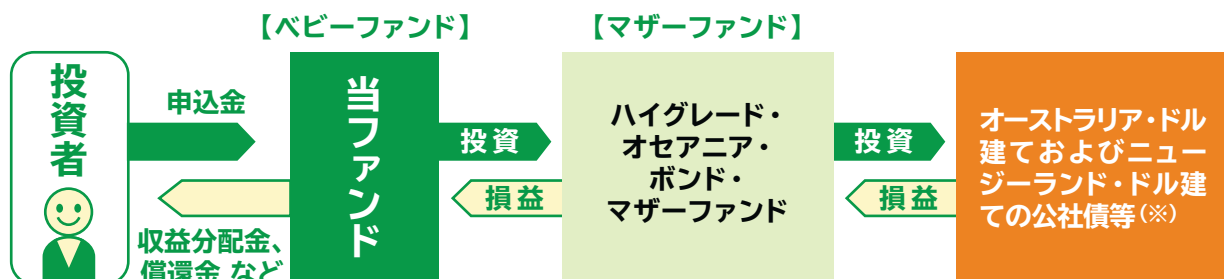 【ベビーファンド】
【マザーファンド】
投資者
申込金
収益分配金、
償還金 など
当ファンド
投資
損益
ハイグレード・
オセアニア・
ボンド・
マザーファンド
投資
損益
オーストラリア・ドル
建ておよびニュー
ジーランド・ドル建
ての公社債等(※)